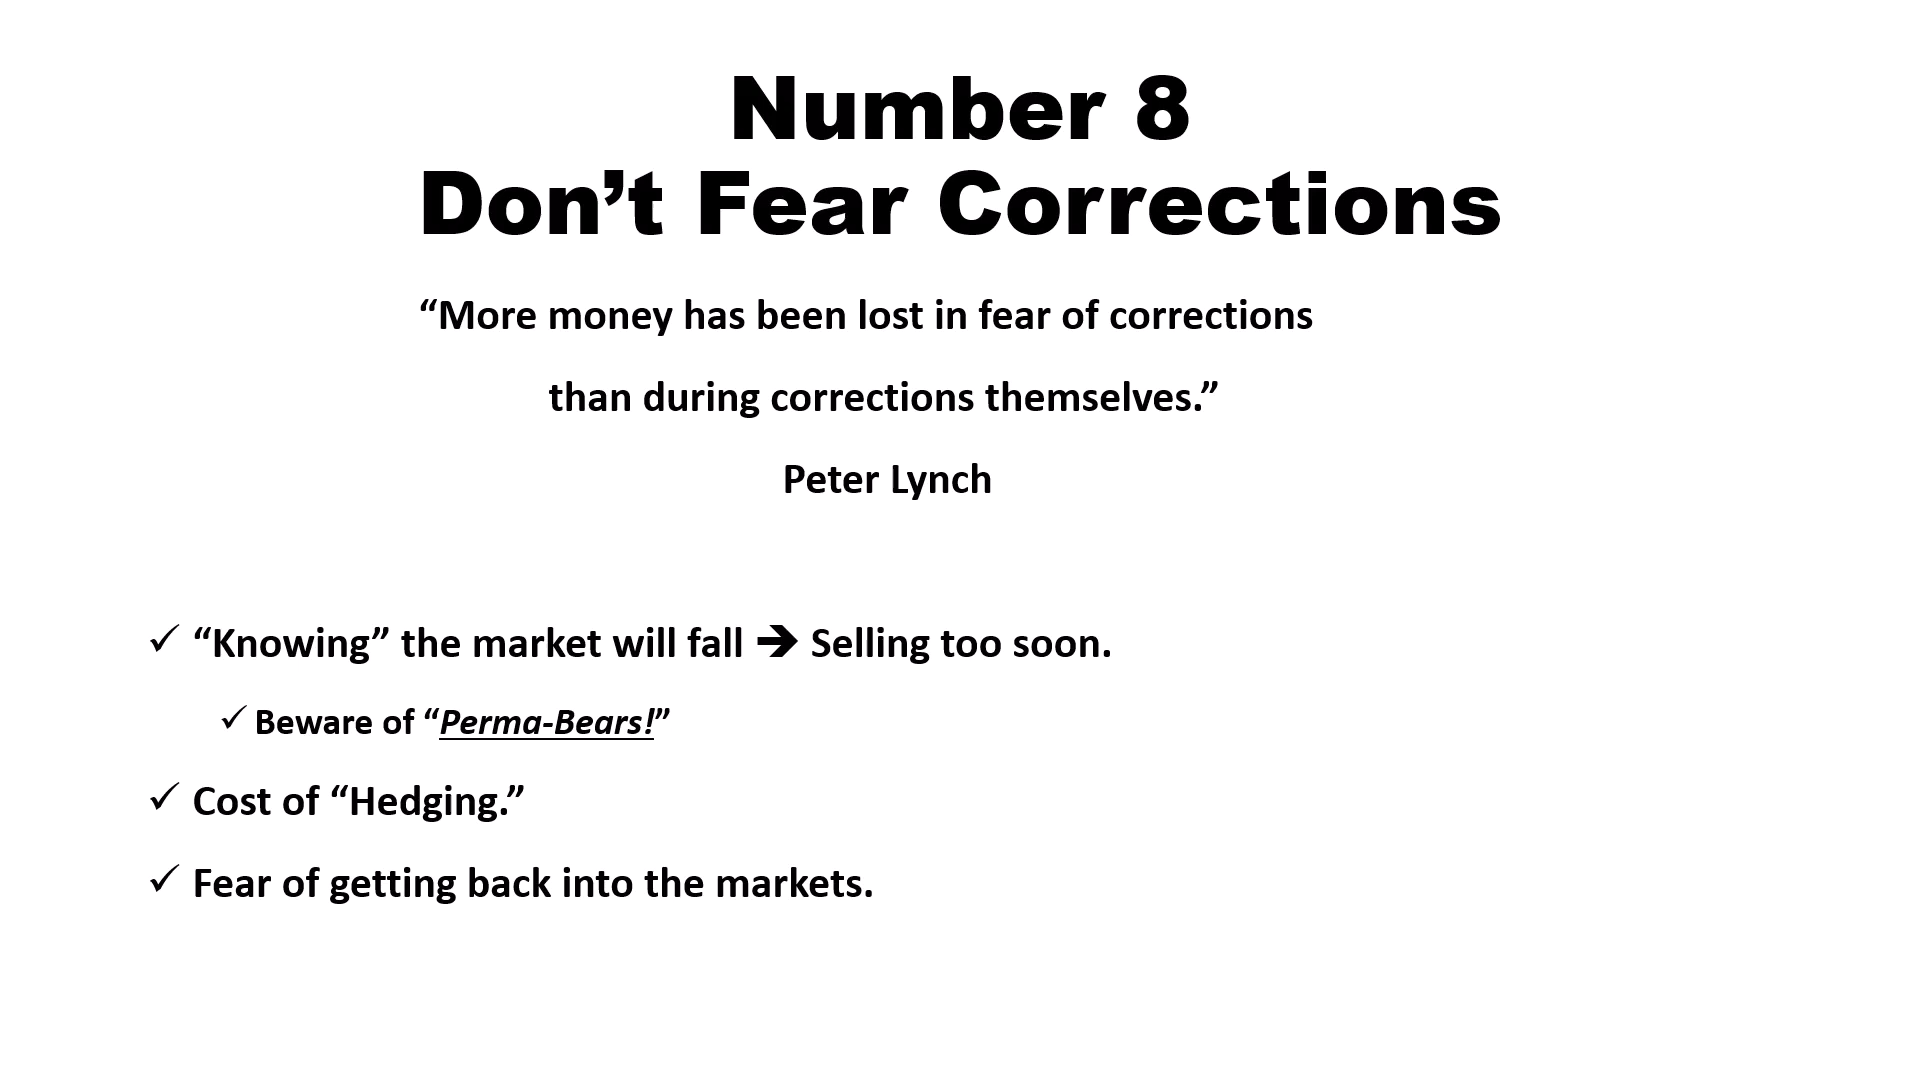 Number 8
Don’t Fear Corrections
“More money has been lost in fear of corrections
than during corrections themselves.”
Peter Lynch
✓ “Knowing” the market will fall ➔ Selling too soon.
✓ Beware of “Perma-Bears!”
✓ Cost of “Hedging.”
✓ Fear of getting back into the markets.